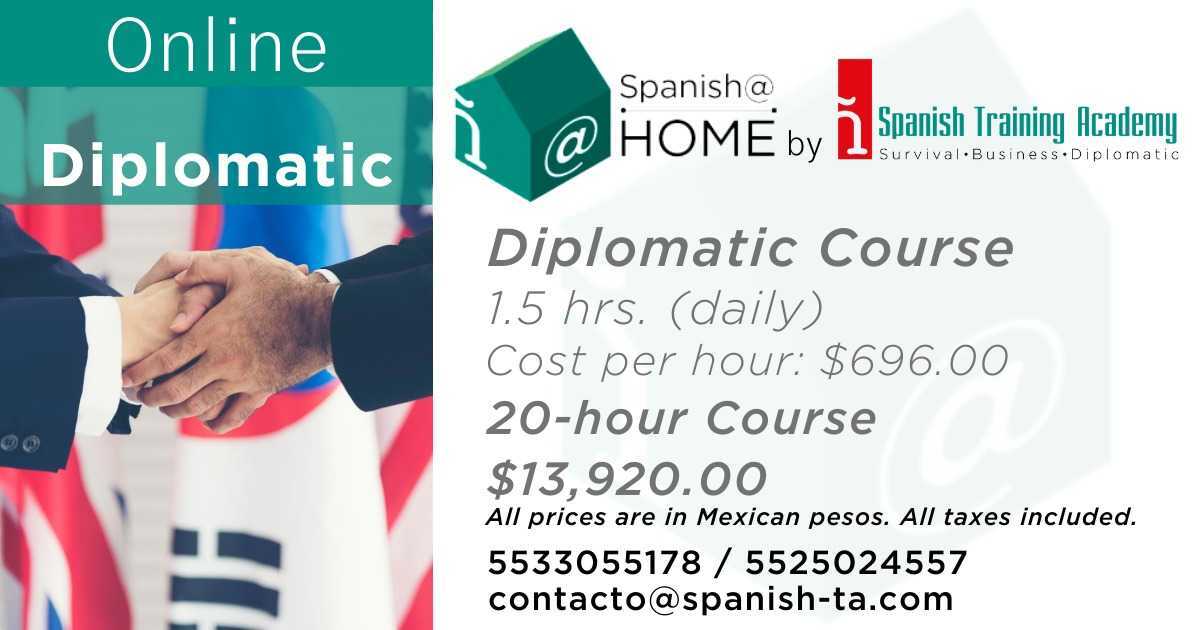 Online
Diplomatic
Spanish@
HOME by
Spanish Training Academy
Survival•Business•Diplomatic
Diplomatic Course
1.5 hrs. (daily)
Cost per hour: $696.00
20-hour Course
$13,920.00
All prices are in Mexican pesos. All taxes included.
5533055178 / 5525024557
contacto@spanish-ta.com